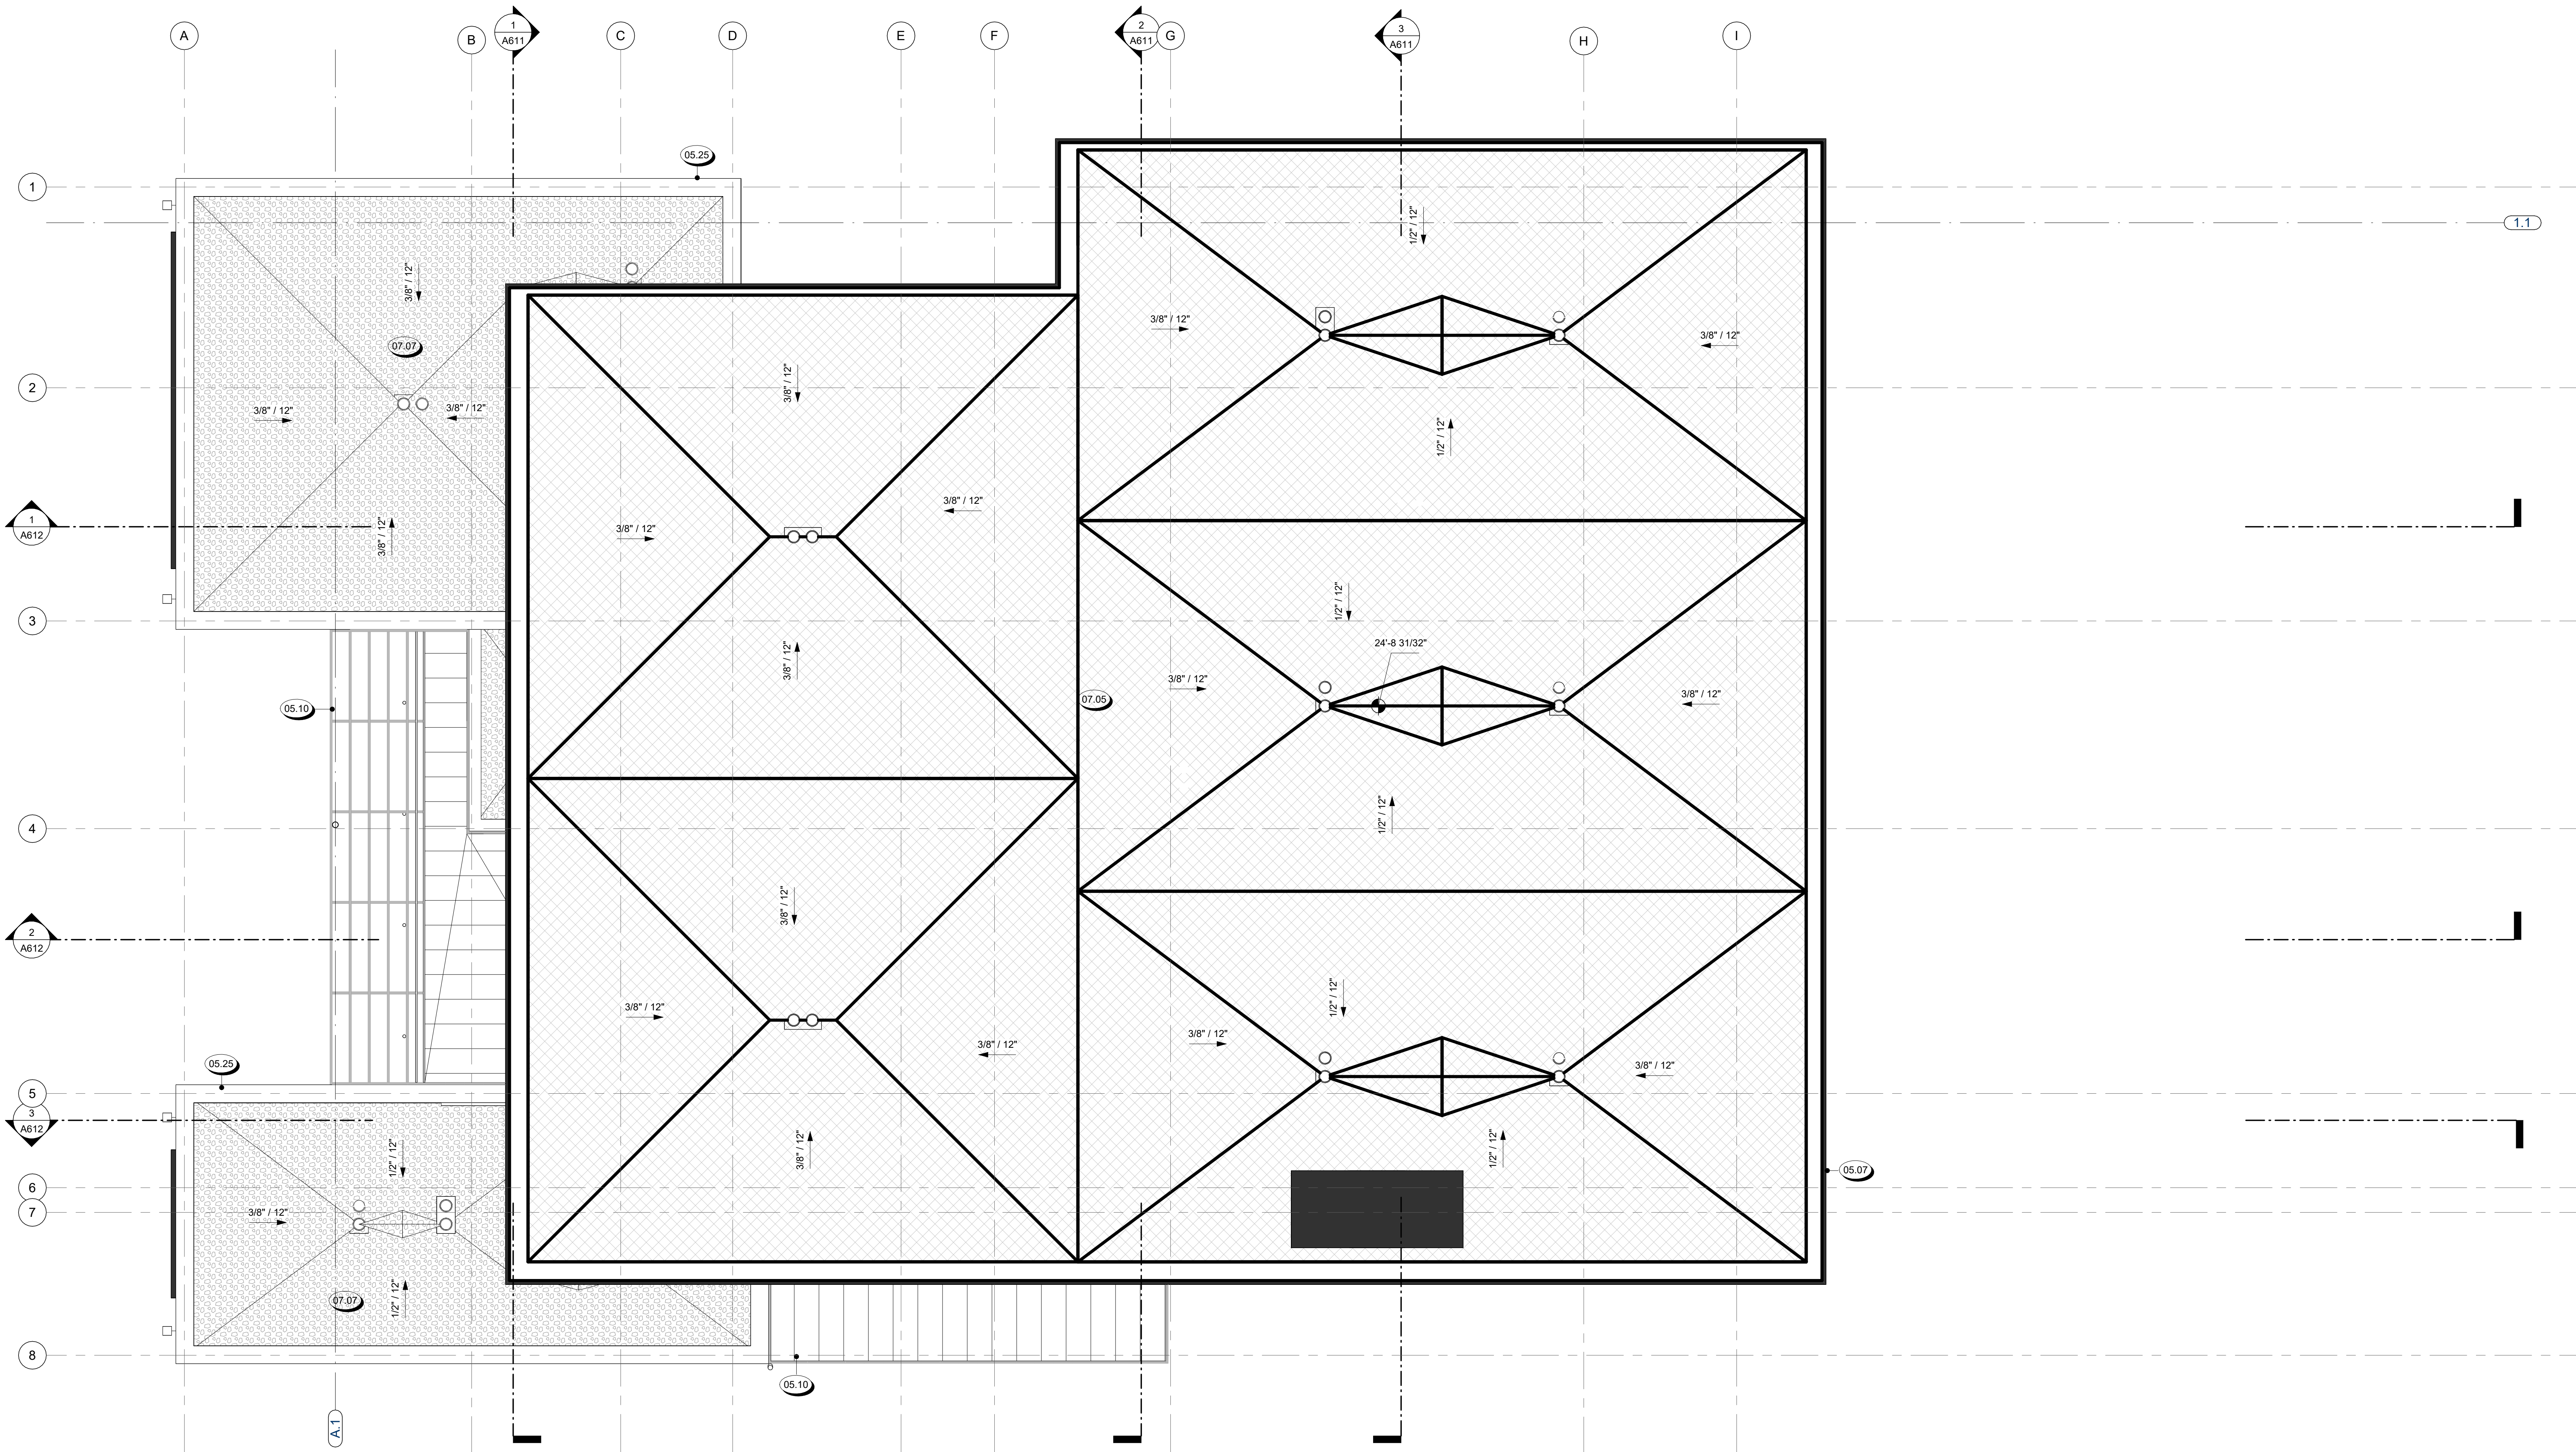 A
B
1
A611
C
D
E
F
2
A611
G
3
A611
H
I
05.25
1
1.1
1/2" / 12"
3/8" / 12"
3/8" / 12"
3/8" / 12"
07.07
3/8" / 12"
2
3/8" / 12"
3/8" / 12"
3/8" / 12"
1/2" / 12"
3/8" / 12"
1
A612
3/8" / 12"
3/8" / 12"
1/2" / 12"
3
24'-8 31/32"
3/8" / 12"
3/8" / 12"
3/8" / 12"
07.05
05.10
1/2" / 12"
4
3/8" / 12"
2
A612
1/2" / 12"
3/8" / 12"
3/8" / 12"
3/8" / 12"
05.25
3/8" / 12"
5
3
A612
3/8" / 12"
1/2" / 12"
1/2" / 12"
05.07
6
7
3/8" / 12"
07.07
1/2" / 12"
8
05.10
A.1